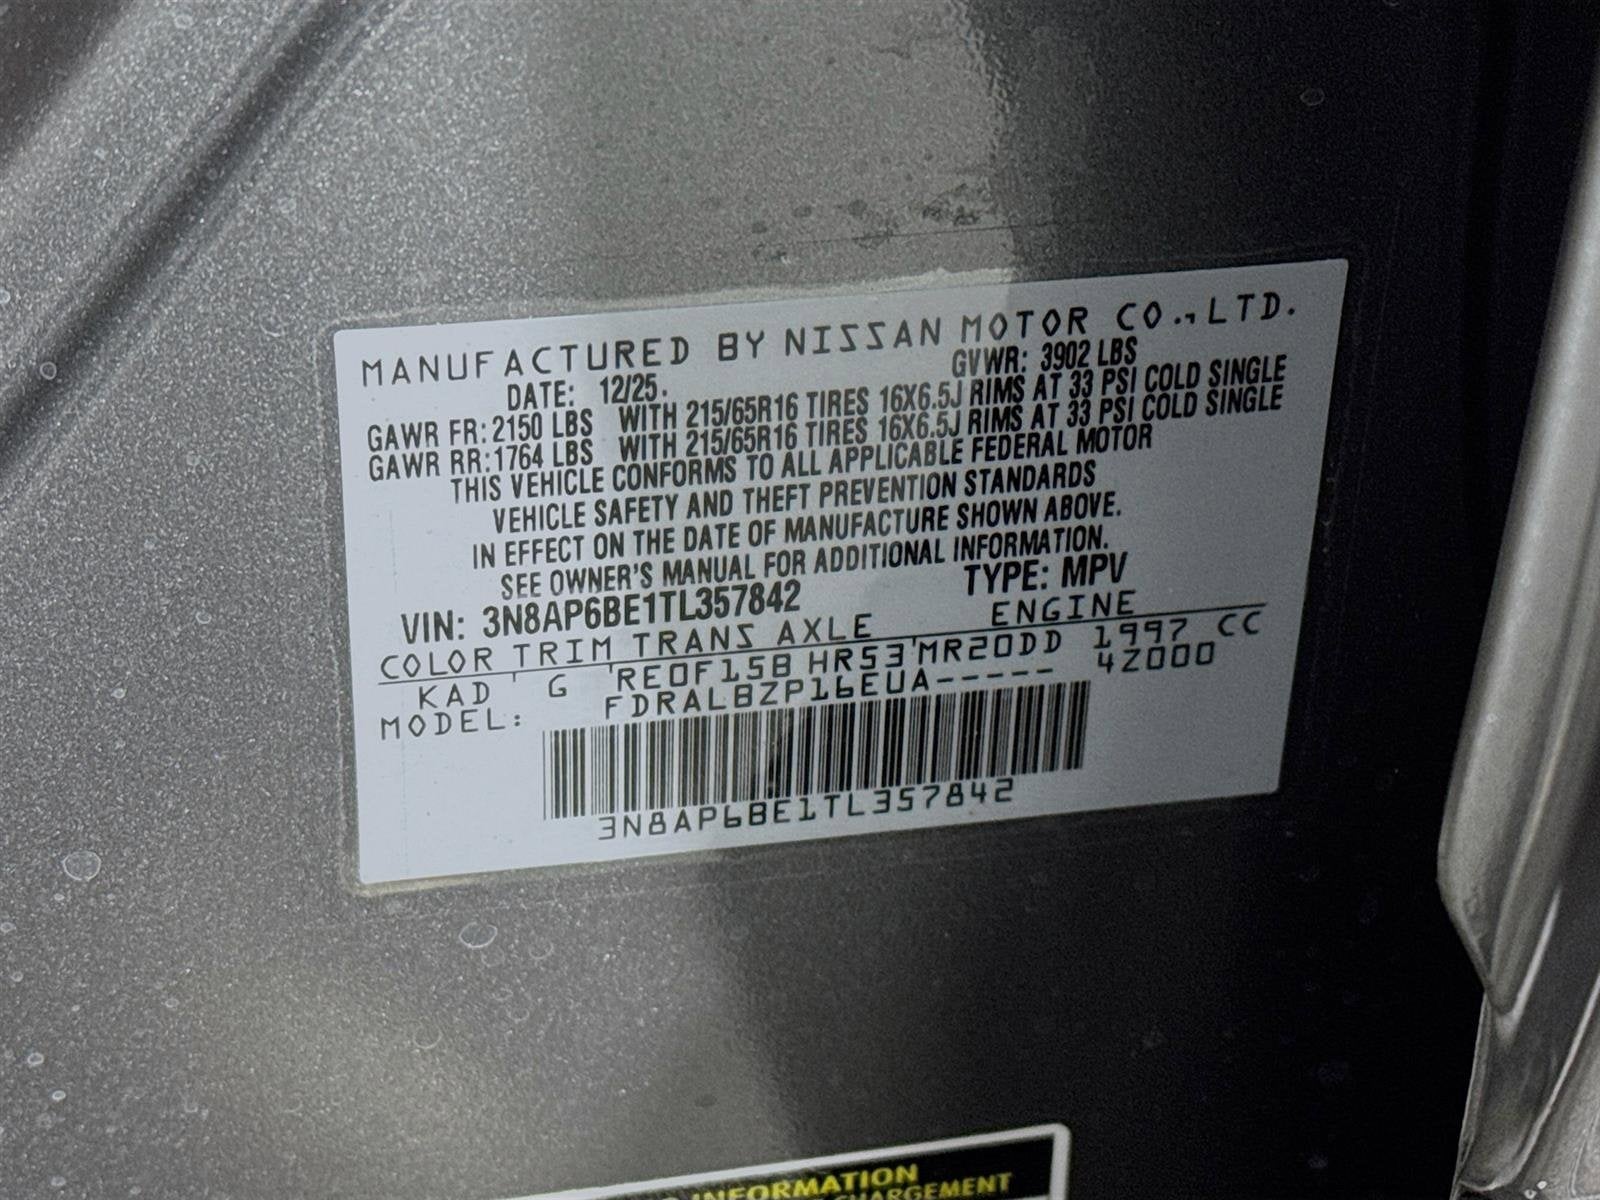 MANUFACTURED BY NISSAN MOTOR CO., LTD.
DATE: 12/25. GVWR: 3902 LBS
GAWR FR: 2150 LBS WITH 215/65R16 TIRES 16X6.5J RIMS AT 33 PSI COLD SINGLE
GAWR RR: 1764 LBS WITH 215/65R16 TIRES 16X6.5J RIMS AT 33 PSI COLD SINGLE
THIS VEHICLE CONFORMS TO ALL APPLICABLE FEDERAL MOTOR
VEHICLE SAFETY AND THEFT PREVENTION STANDARDS
IN EFFECT ON THE DATE OF MANUFACTURE SHOWN ABOVE.
SEE OWNER'S MANUAL FOR ADDITIONAL INFORMATION.
VIN: 3N8AP6BE1TL357842 TYPE: MPV
COLOR TRIM TRANS AXLE ENGINE
KAD G RE0F15B HR53 MR20DD 1997 CC
MODEL: FDRALBZP16EUA----- 4Z000
3N8AP6BE1TL357842
INFORMATION